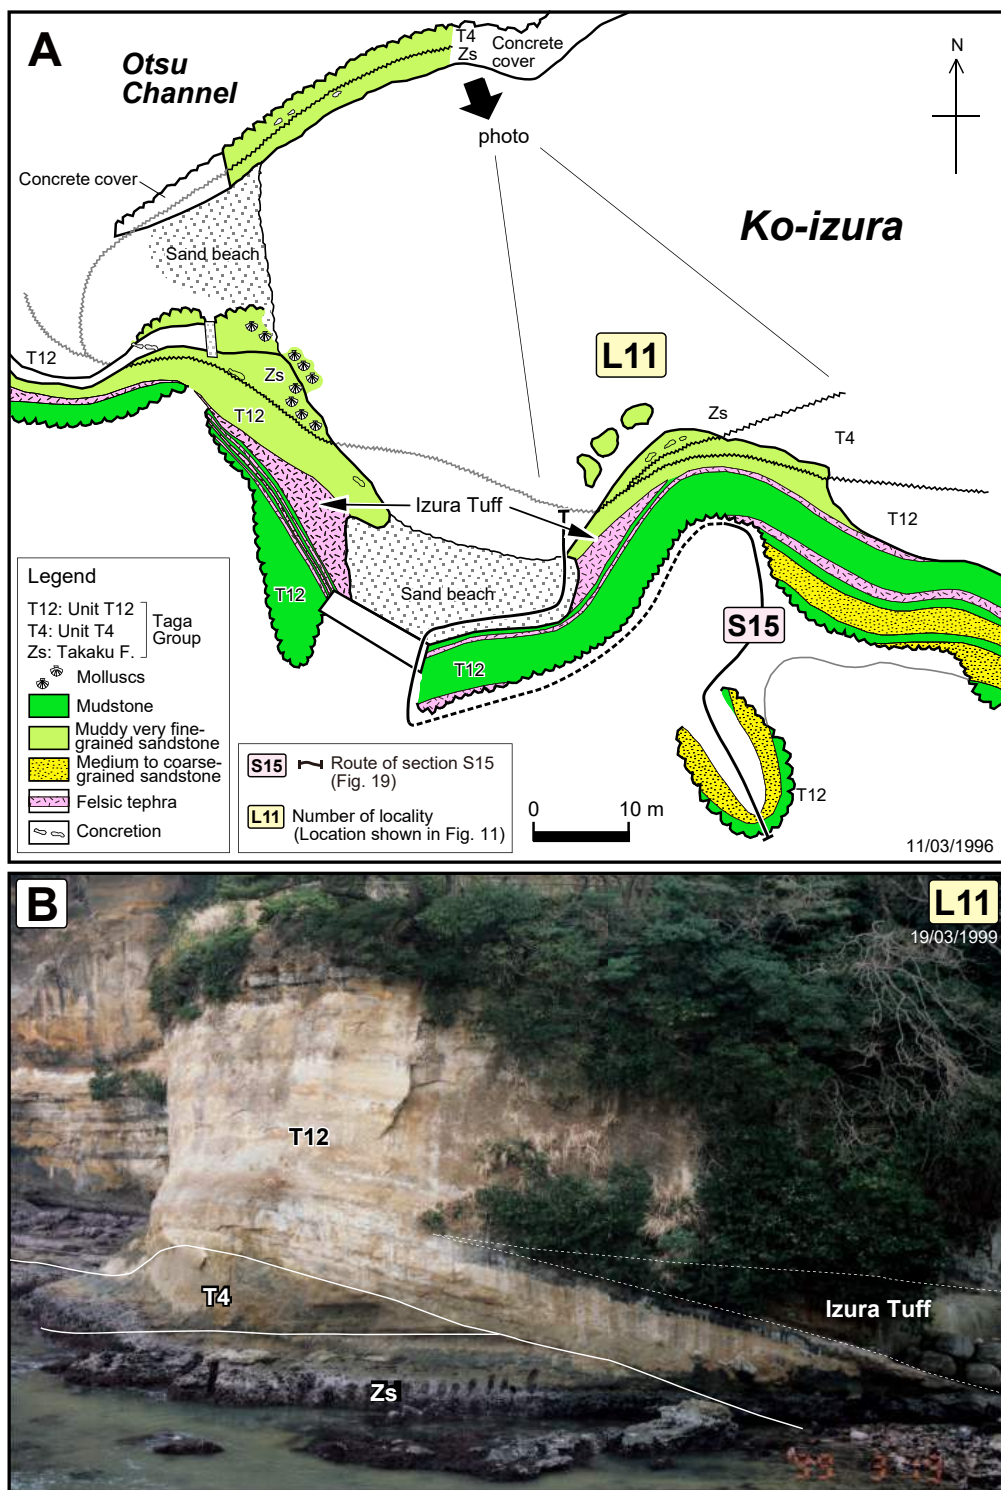 A
Otsu
Channel
T4
Zs
Concrete
cover
N
photo
Concrete cover
Ko-izura
Sand beach
L11
T12
Zs
T12
Zs
T4
T12
Izura Tuff
Sand beach
T12
T12
S15
T12
Legend
T12: Unit T12
T4: Unit T4
Zs: Takaku F.
Taga
Group
Molluscs
Mudstone
Muddy very fine-
grained sandstone
Medium to coarse-
grained sandstone
Felsic tephra
Concretion
S15 Route of section S15
(Fig. 19)
L11 Number of locality
(Location shown in Fig. 11)
0 10 m
11/03/1996
B
L11
19/03/1999
T12
T4
Izura Tuff
Zs
'99 3 19